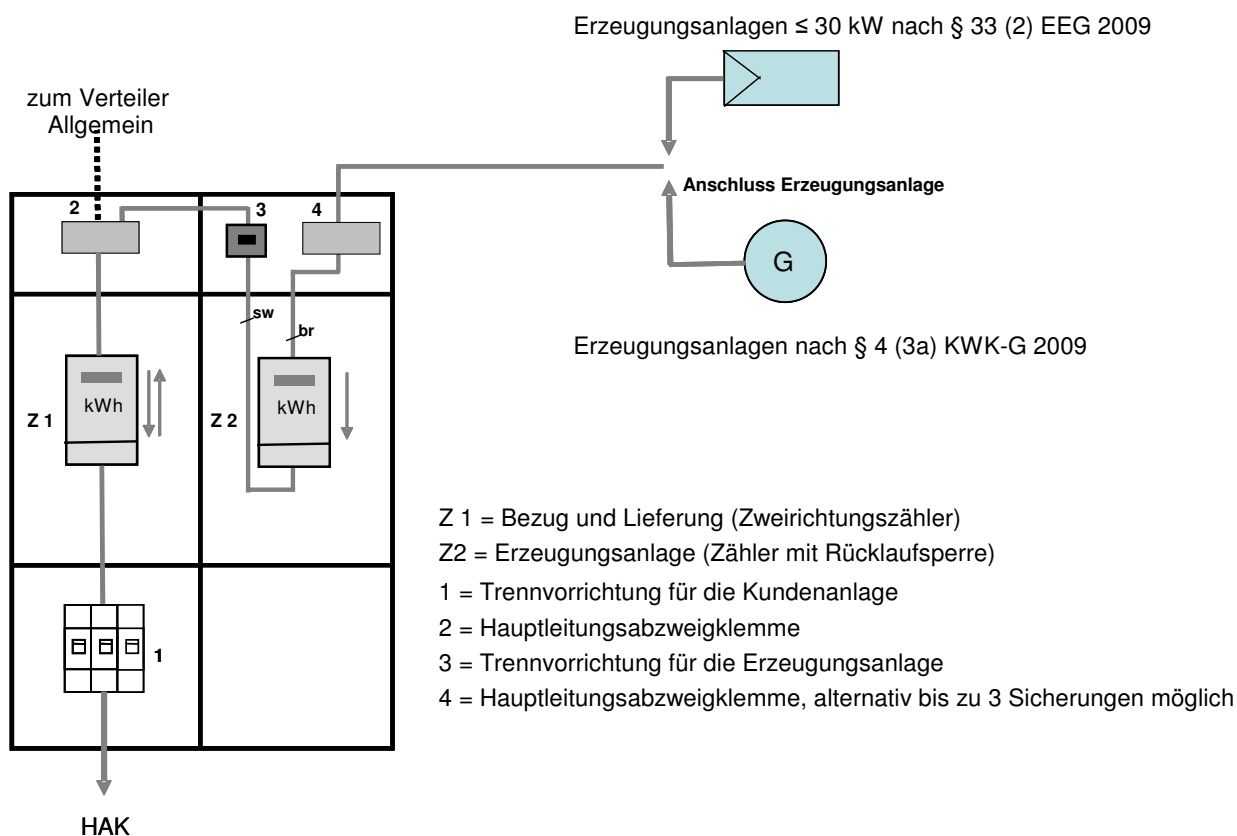 Erzeugungsanlagen ≤ 30 kW nach § 33 (2) EEG 2009
zum Verteiler
Allgemein
Anschluss Erzeugungsanlage
2
3
4
G
sw
br
Erzeugungsanlagen nach § 4 (3a) KWK-G 2009
Z 1
kWh
Z 2
kWh
Z 1 = Bezug und Lieferung (Zweirichtungszähler)
Z2 = Erzeugungsanlage (Zähler mit Rücklaufsperre)
1 = Trennvorrichtung für die Kundenanlage
2 = Hauptleitungsabzweigklemme
3 = Trennvorrichtung für die Erzeugungsanlage
4 = Hauptleitungsabzweigklemme, alternativ bis zu 3 Sicherungen möglich
1
HAK